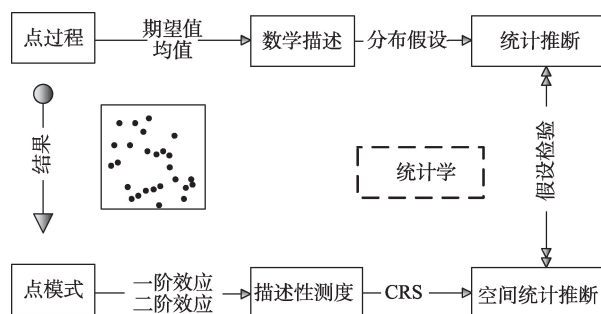 点过程
期望值
均值
数学描述
分布假设
统计推断
结果
统计学
假设检验
点模式
一阶效应
二阶效应
描述性测度
CRS
空间统计推断